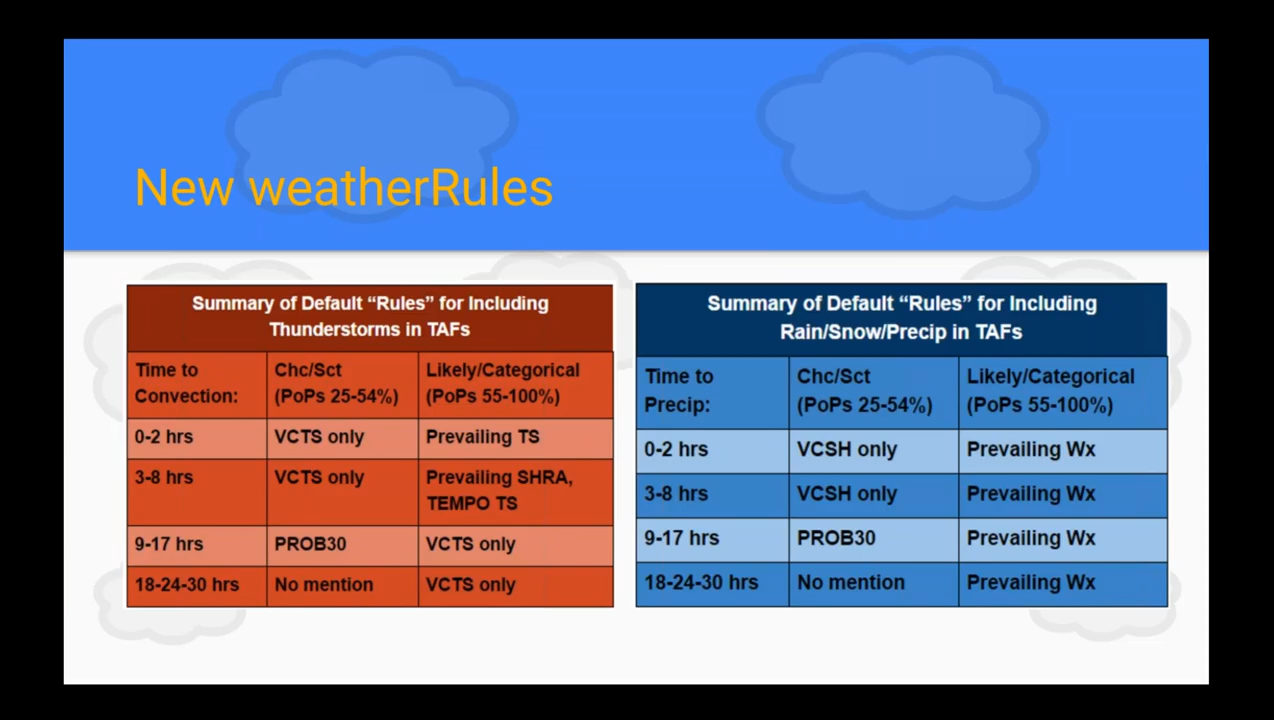 New weatherRules
Summary of Default “Rules” for Including
Thunderstorms in TAFs
Time to
Convection:
Chc/Sct
(PoPs 25-54%)
Likely/Categorical
(PoPs 55-100%)
0-2 hrs
VCTS only
Prevailing TS
3-8 hrs
VCTS only
Prevailing SHRA,
TEMPO TS
9-17 hrs
PROB30
VCTS only
18-24-30 hrs
No mention
VCTS only
Summary of Default “Rules” for Including
Rain/Snow/Precip in TAFs
Time to
Precip:
Chc/Sct
(PoPs 25-54%)
Likely/Categorical
(PoPs 55-100%)
0-2 hrs
VCSH only
Prevailing Wx
3-8 hrs
VCSH only
Prevailing Wx
9-17 hrs
PROB30
Prevailing Wx
18-24-30 hrs
No mention
Prevailing Wx